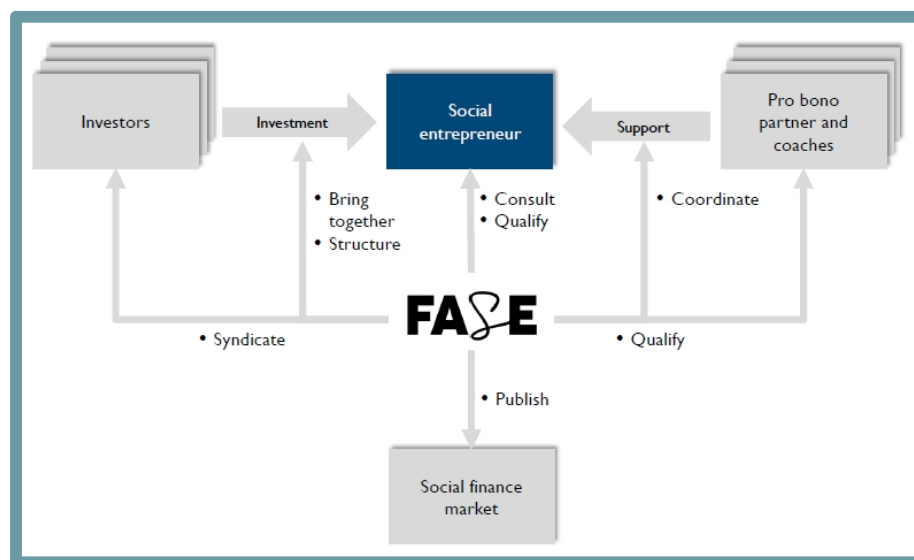 Investors
Investment
Social
entrepreneur
Support
Pro bono
partner and
coaches
• Bring
together
• Structure
• Consult
• Qualify
• Coordinate
FASE
• Syndicate
• Qualify
• Publish
Social finance
market